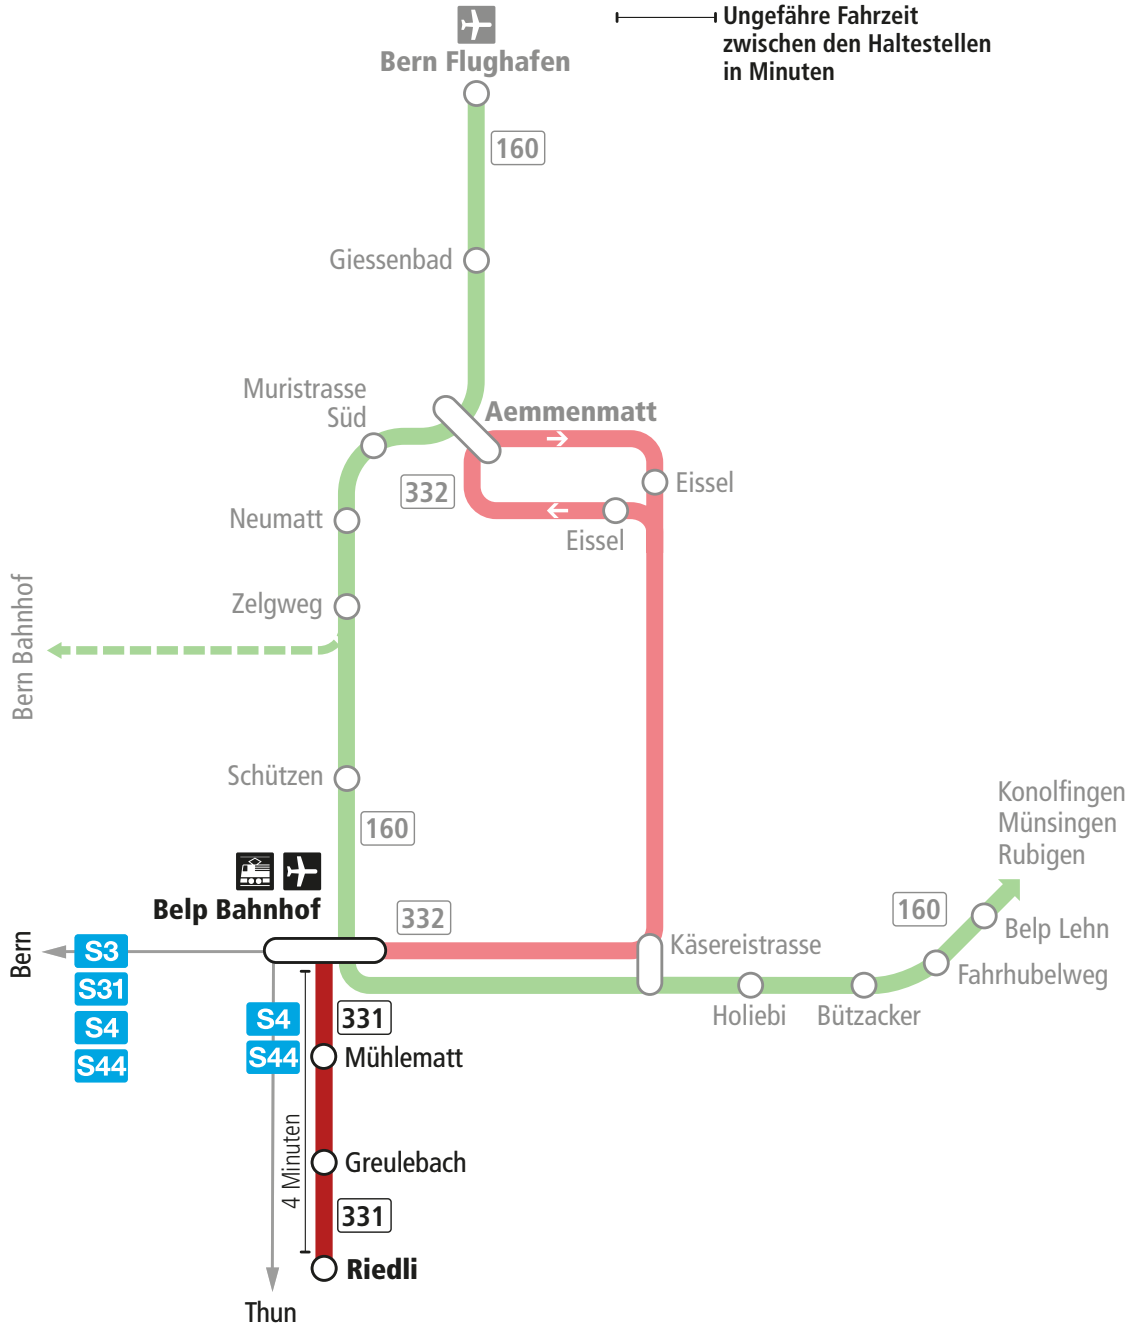 Ungefähre Fahrzeit
zwischen den Haltestellen
in Minuten
Bern Flughafen
160
Giessenbad
Muristrasse
Süd
Aemmenmatt
332
Eissel
Eissel
Neumatt
Zelgweg
Bern Bahnhof
Schützen
160
Konolfingen
Münsingen
Rubigen
Belp Bahnhof
332
160
Belp Lehn
Käsereistrasse
Fahrhubelweg
Holiebi
Bützacker
Bern
S3
S31
S4
S44
S4
S44
331
Mühlematt
4 Minuten
Greulebach
331
Riedli
Thun